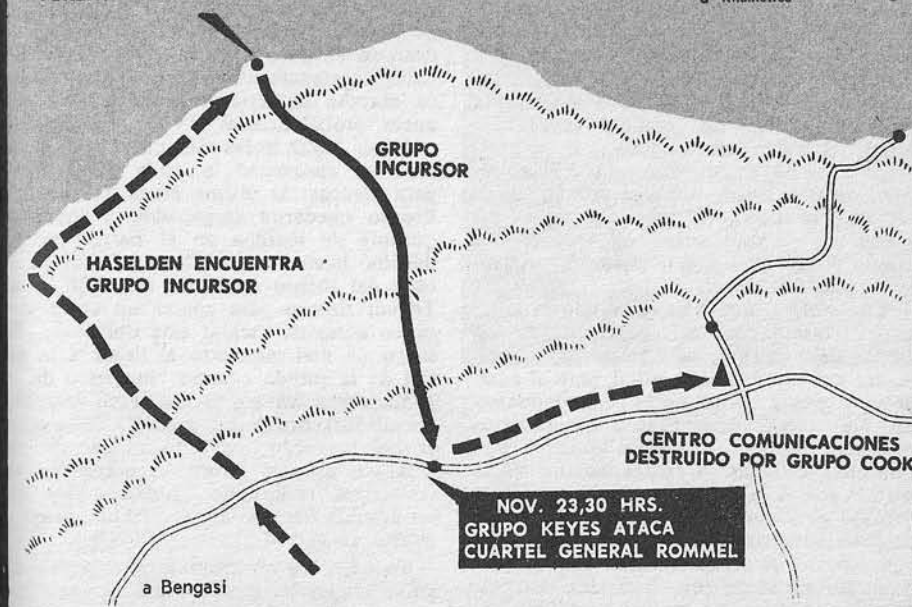 GRUPO
INCURSOR
HASELDEN ENCUENTRA
GRUPO INCURSOR
CENTRO COMUNICACIONES
DESTRUIDO POR GRUPO COOK
NOV. 23,30 HRS.
GRUPO KEYES ATACA
CUARTEL GENERAL ROMMEL
a Bengasi